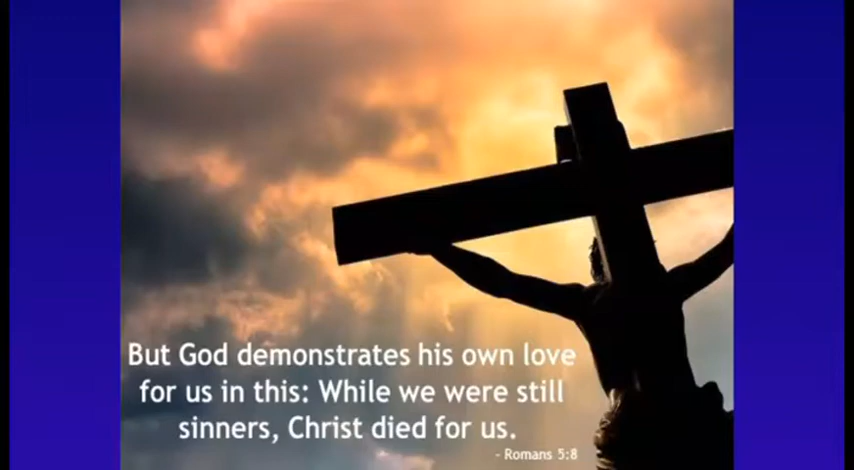 But God demonstrates his own love
for us in this: While we were still
sinners, Christ died for us.
- Romans 5:8